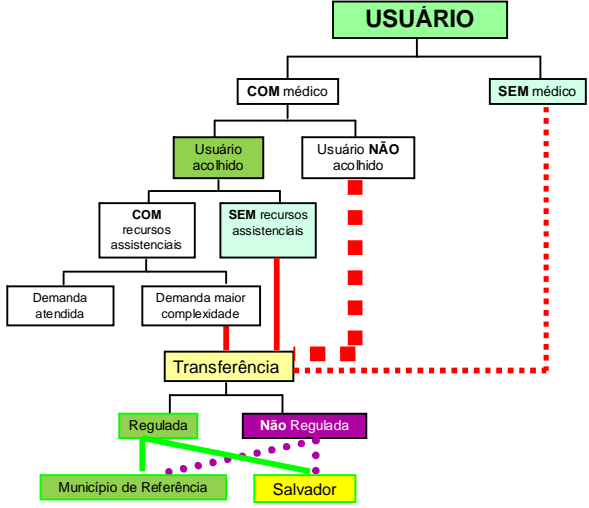 USUÁRIO
COM médico
SEM médico
Usuário
acolhido
Usuário NÃO
acolhido
COM
recursos
assistenciais
SEM recursos
assistenciais
Demanda
atendida
Demanda maior
complexidade
Transferência
Regulada
Não Regulada
Município de Referência
Salvador